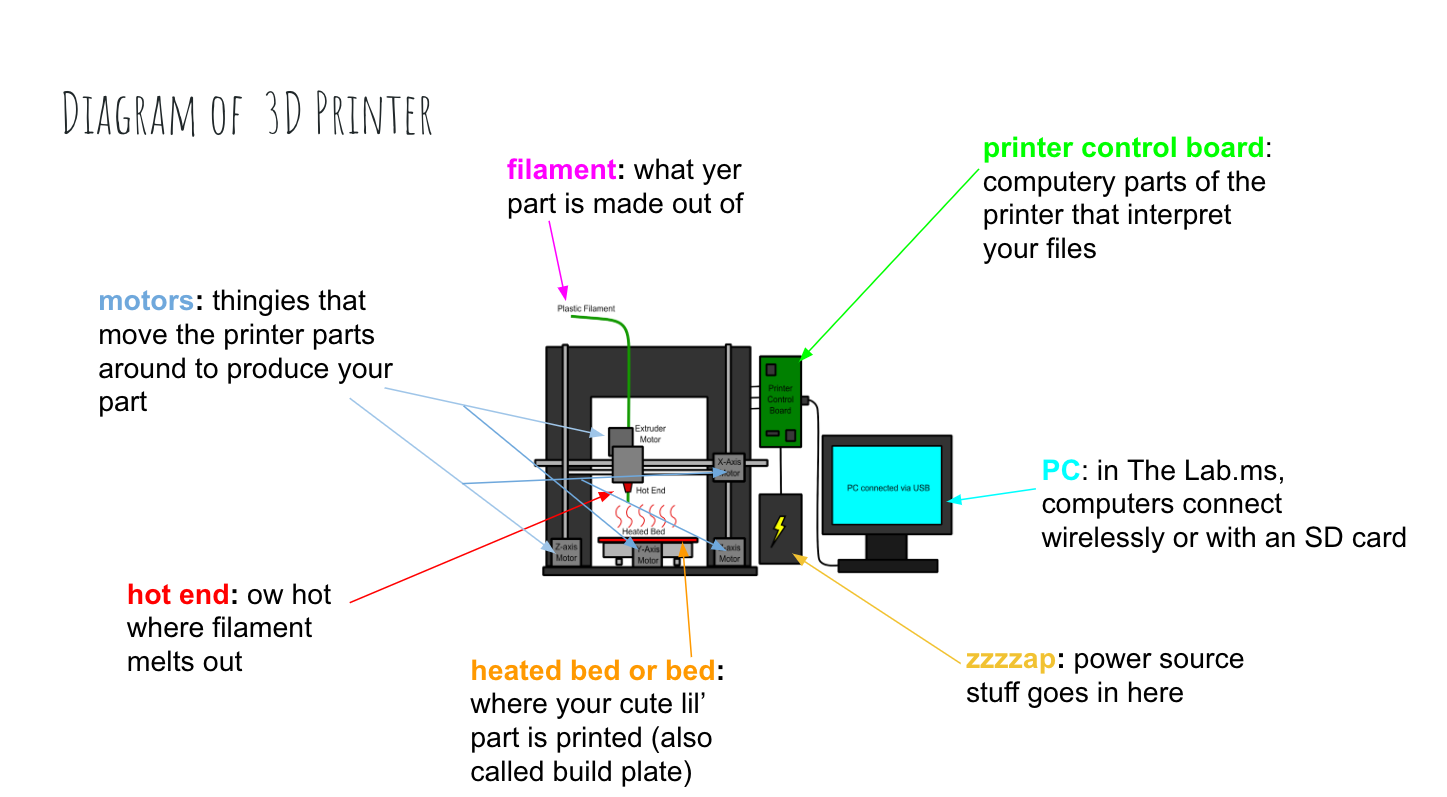 Diagram of 3D Printer
filament: what yer
part is made out of
printer control board:
computery parts of the
printer that interpret
your files
motors: thingies that
move the printer parts
around to produce your
part
Plastic Filament
Printer
Control
Board
Extruder
Motor
X-Axis
Motor
Hot End
PC connected via USB
PC: in The Lab.ms,
computers connect
wirelessly or with an SD card
Heated Bed
Z-axis
Motor
Y-Axis
Motor
-axis
Motor
hot end: ow hot
where filament
melts out
heated bed or bed:
where your cute lil’
part is printed (also
called build plate)
zzzzap: power source
stuff goes in here